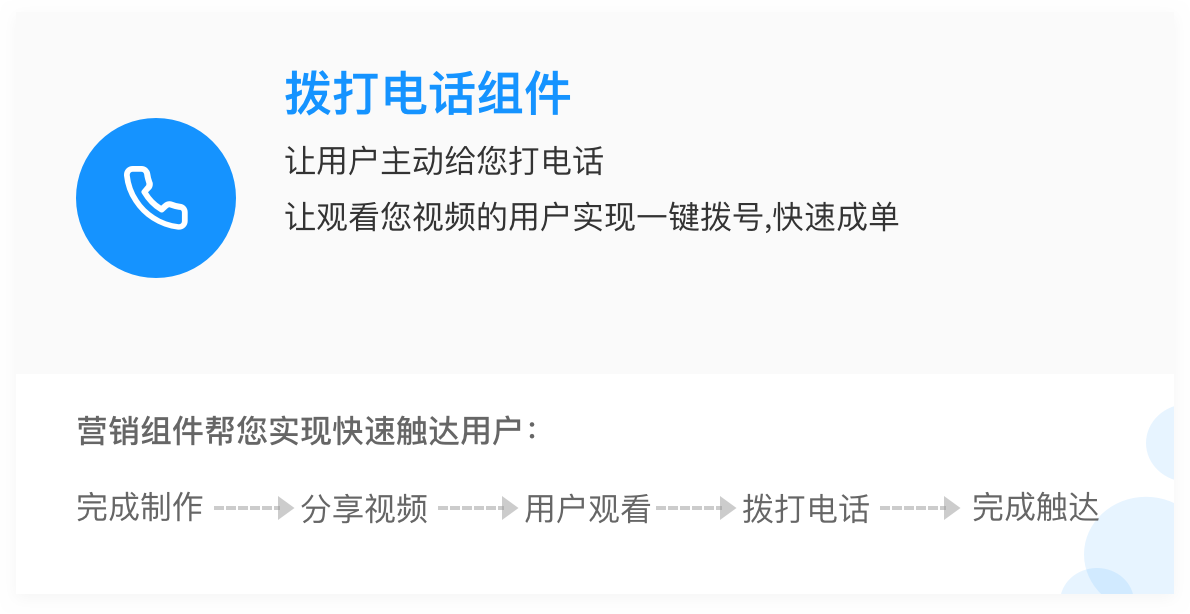 拨打电话组件
让用户主动给您打电话
让观看您视频的用户实现一键拨号,快速成单
营销组件帮您实现快速触达用户：
完成制作 分享视频 用户观看 拨打电话 完成触达